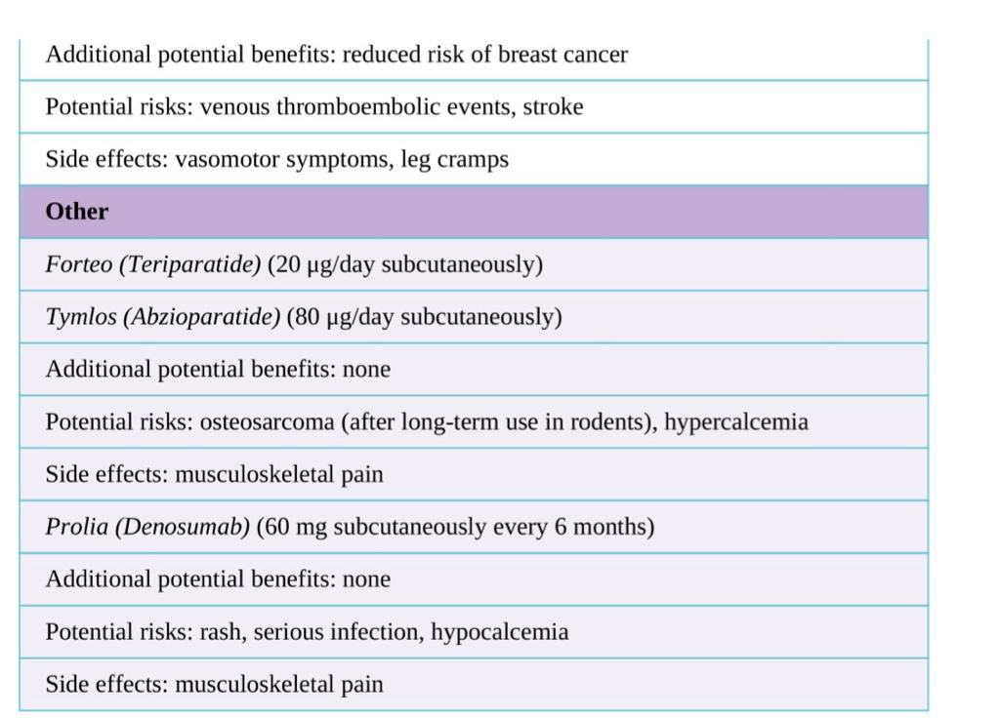 Additional potential benefits: reduced risk of breast cancer
Potential risks: venous thromboembolic events, stroke
Side effects: vasomotor symptoms, leg cramps
Other
Forteo (Teriparatide) (20 μg/day subcutaneously)
Tymlos (Abzioparatide) (80 μg/day subcutaneously)
Additional potential benefits: none
Potential risks: osteosarcoma (after long-term use in rodents), hypercalcemia
Side effects: musculoskeletal pain
Prolia (Denosumab) (60 mg subcutaneously every 6 months)
Additional potential benefits: none
Potential risks: rash, serious infection, hypocalcemia
Side effects: musculoskeletal pain